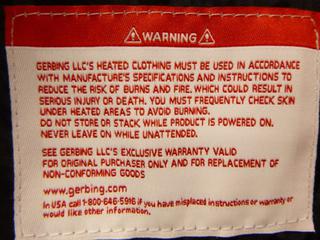 WARNING
GERBING LLC'S HEATED CLOTHING MUST BE USED IN ACCORDANCE
WITH MANUFACTURE'S SPECIFICATIONS AND INSTRUCTIONS TO
REDUCE THE RISK OF BURNS AND FIRE, WHICH COULD RESULT IN
SERIOUS INJURY OR DEATH. YOU MUST FREQUENTLY CHECK SKIN
UNDER HEATED AREAS TO AVOID BURNING.
DO NOT STORE OR STACK WHILE PRODUCT IS POWERED ON.
NEVER LEAVE ON WHILE UNATTENDED.
SEE GERBING LLC'S EXCLUSIVE WARRANTY VALID
FOR ORIGINAL PURCHASER ONLY AND FOR REPLACEMENT OF
NON-CONFORMING GOODS
www.gerbing.com
In USA call 1-800-646-5916 if you have misplaced instructions or warranty or
would like other information.